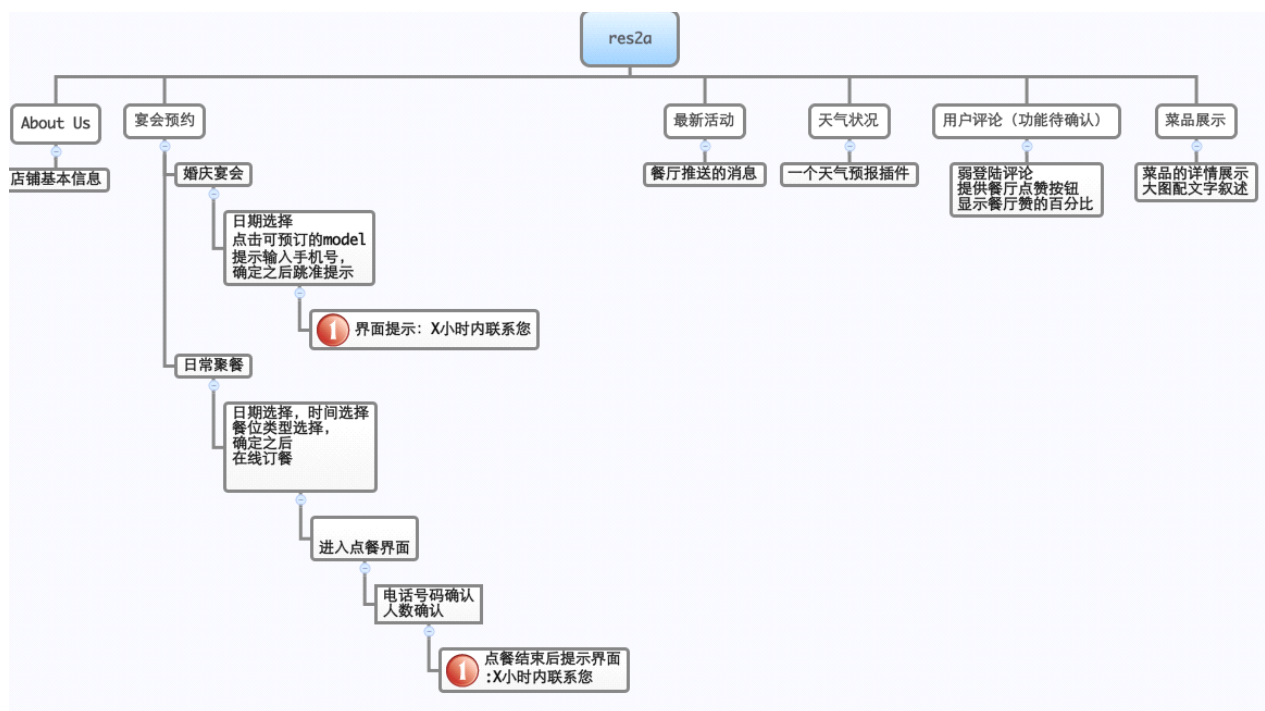 res2a
About Us
店铺基本信息
宴会预约
婚庆宴会
日期选择
点击可预订的model
提示输入手机号，
确定之后跳准提示
1
界面提示：X小时内联系您
日常聚餐
日期选择，时间选择
餐位类型选择，
确定之后
在线订餐
进入点餐界面
电话号码确认
人数确认
1
点餐结束后提示界面
:X小时内联系您
最新活动
餐厅推送的消息
天气状况
一个天气预报插件
用户评论（功能待确认）
弱登陆评论
提供餐厅点赞按钮
显示餐厅赞的百分比
菜品展示
菜品的详情展示
大图配文字叙述